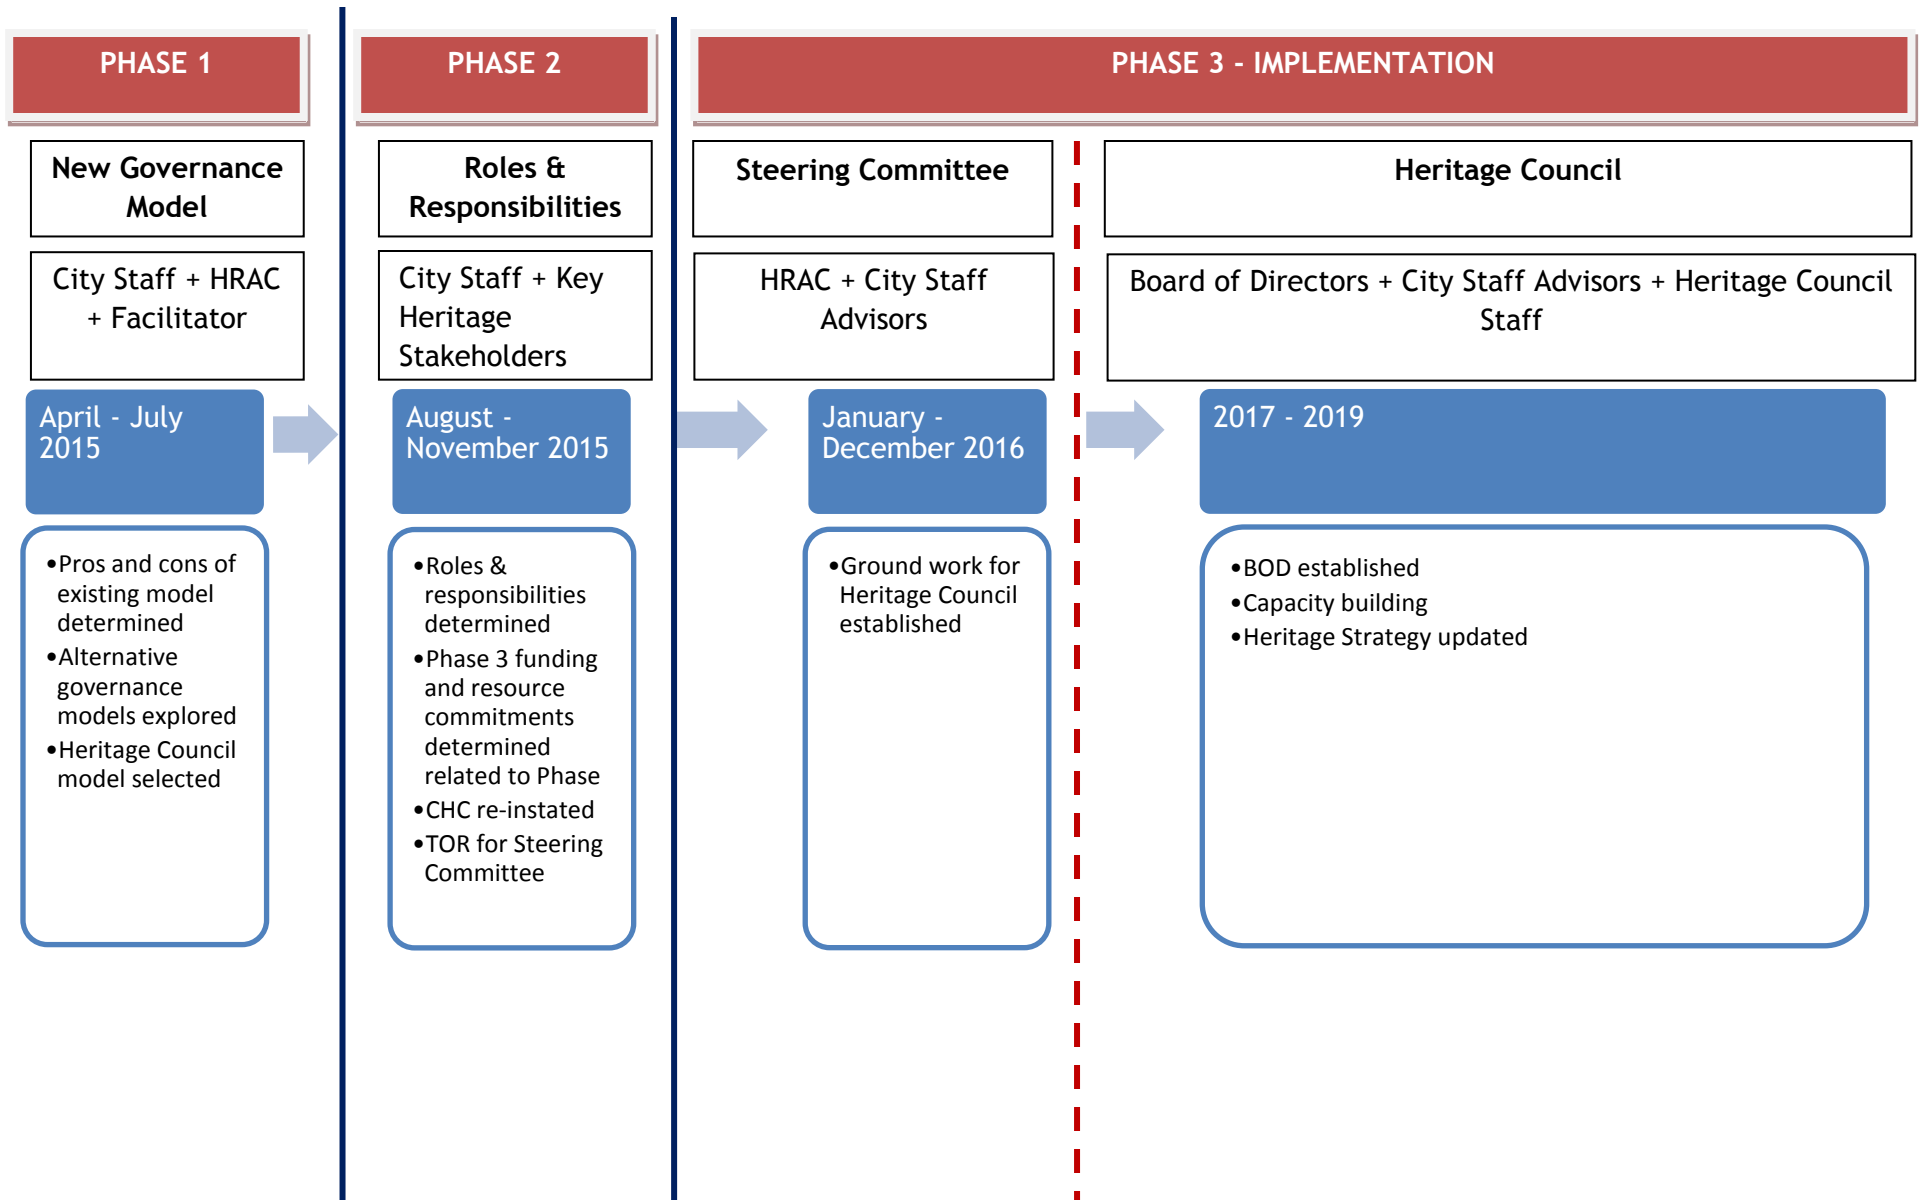 PHASE 1
PHASE 2
PHASE 3 - IMPLEMENTATION
New Governance
Model
Roles &
Responsibilities
Steering Committee
Heritage Council
City Staff + HRAC
+ Facilitator
City Staff + Key
Heritage
Stakeholders
HRAC + City Staff
Advisors
Board of Directors + City Staff Advisors + Heritage Council
Staff
April - July
2015
August -
November 2015
January -
December 2016
2017 - 2019
•Pros and cons of
existing model
determined
•Alternative
governance
models explored
•Heritage Council
model selected
•Roles &
responsibilities
determined
•Phase 3 funding
and resource
commitments
determined
related to Phase
•CHC re-instated
•TOR for Steering
Committee
•Ground work for
Heritage Council
established
•BOD established
•Capacity building
•Heritage Strategy updated